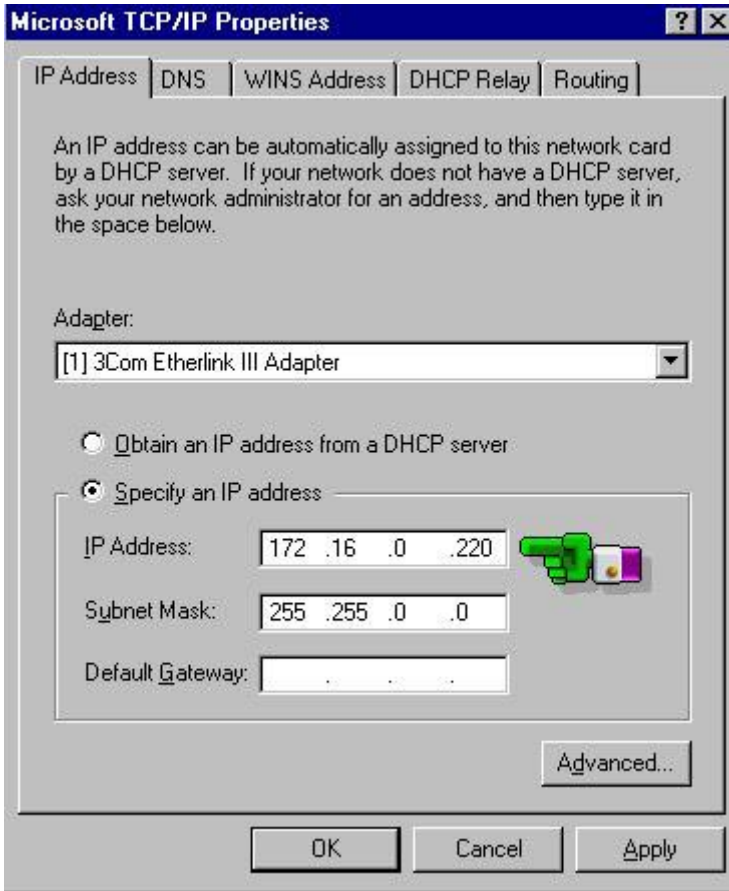 Microsoft TCP/IP Properties
IP Address DNS WINS Address DHCP Relay Routing
An IP address can be automatically assigned to this network card
by a DHCP server. If your network does not have a DHCP server,
ask your network administrator for an address, and then type it in
the space below.
Adapter:
[1] 3Com Etherlink III Adapter
Obtain an IP address from a DHCP server
Specify an IP address
IP Address: 172 .16 .0 .220
Subnet Mask: 255 .255 .0 .0
Default Gateway: . . .
Advanced...
OK Cancel Apply